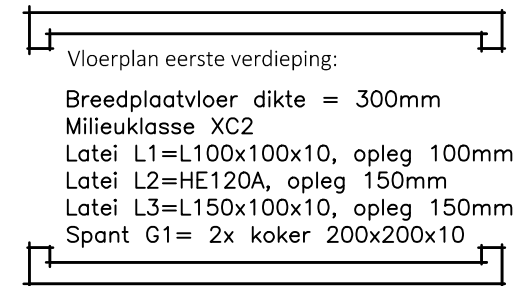 Vloerplan eerste verdieping:
Breedplaatvloer dikte = 300mm
Milieuklasse XC2
Latei L1=L100x100x10, opleg 100mm
Latei L2=HE120A, opleg 150mm
Latei L3=L150x100x10, opleg 150mm
Spant G1= 2x koker 200x200x10